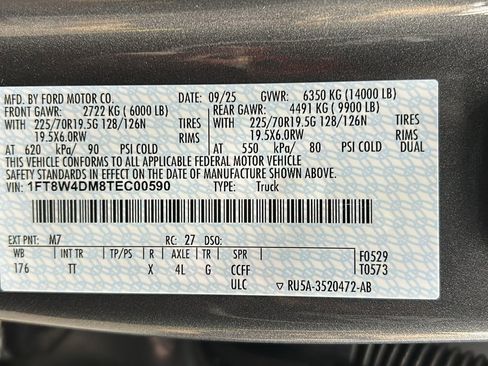 MFD. BY FORD MOTOR CO. DATE: 09/25 GVWR: 6350 KG (14000 LB)
FRONT GAWR: 2722 KG ( 6000 LB) REAR GAWR: 4491 KG ( 9900 LB)
WITH 225/70R19.5G 128/126N TIRES WITH 225/70R19.5G 128/126N TIRES
19.5X6.0RW RIMS 19.5X6.0RW RIMS
AT 620 kPa/ 90 PSI COLD AT 550 kPa/ 80 PSI COLD DUAL
THIS VEHICLE CONFORMS TO ALL APPLICABLE FEDERAL MOTOR VEHICLE
SAFETY STANDARDS IN EFFECT ON THE DATE OF MANUFACTURE SHOWN ABOVE.
VIN: 1FT8W4DM8TEC00590 TYPE: Truck
EXT PNT: M7 RC: 27 DSO:
WB TT TP/PS R AXLE TR SPR F0529
176 TT X 4L G CCFF T0573
ULC ▼ RU5A-3520472-AB